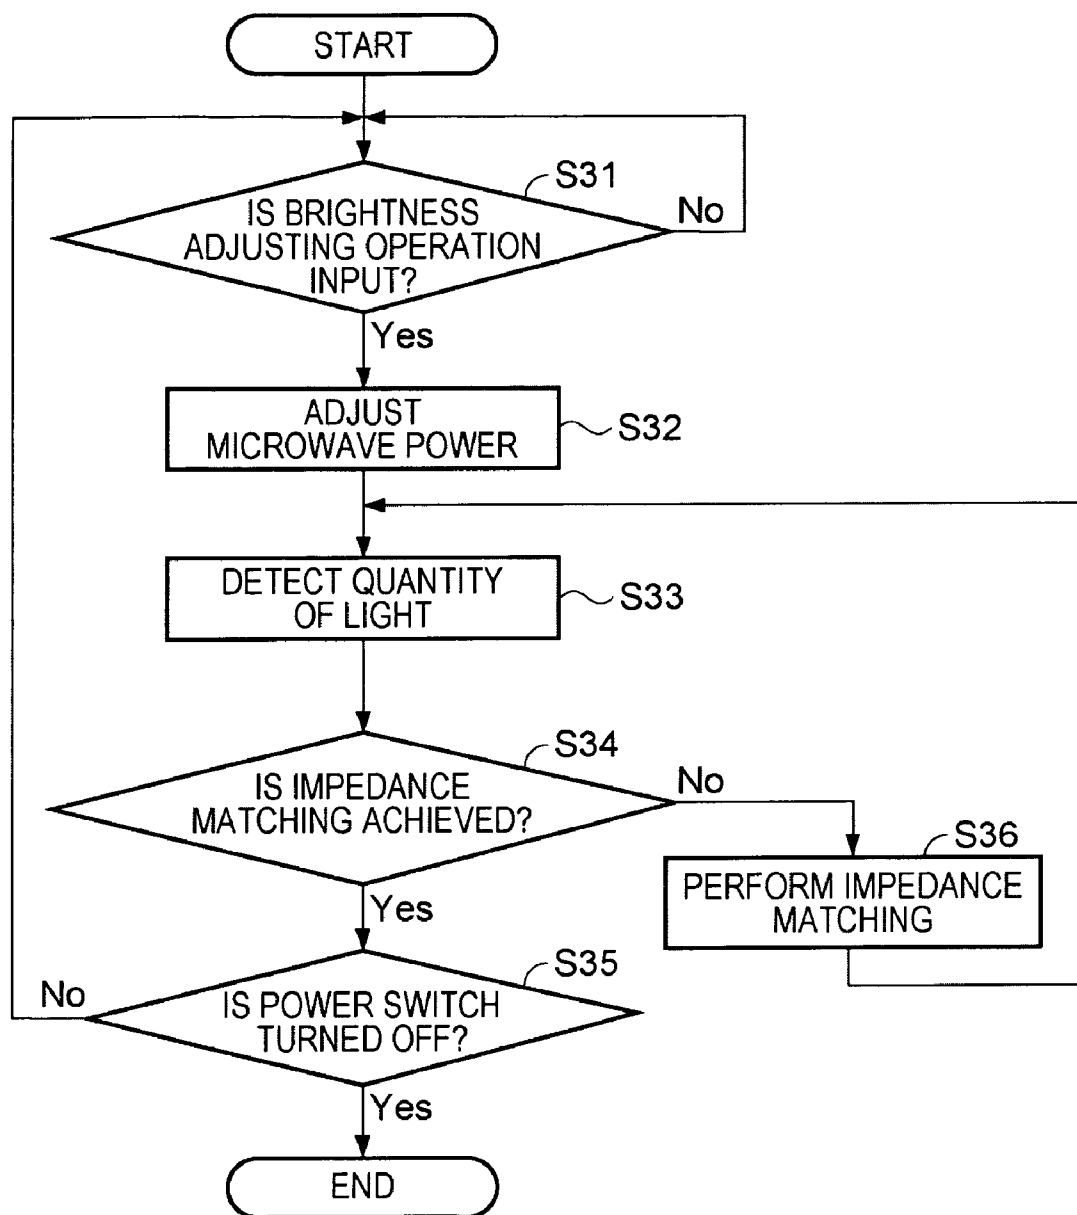 START
S31
IS BRIGHTNESS
ADJUSTING OPERATION
INPUT?
No
Yes
ADJUST
MICROWAVE POWER
S32
DETECT QUANTITY
OF LIGHT
S33
S34
IS IMPEDANCE
MATCHING ACHIEVED?
No
S36
PERFORM IMPEDANCE
MATCHING
Yes
S35
No
IS POWER SWITCH
TURNED OFF?
Yes
END